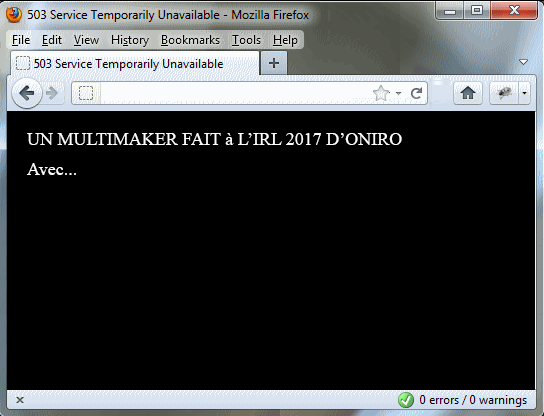 503 Service Temporarily Unavailable - Mozilla Firefox
File Edit View History Bookmarks Tools Help
503 Service Temporarily Unavailable
UN MULTIMAKER FAIT à L’IRL 2017 D’ONIRO
Avec...
0 errors / 0 warnings